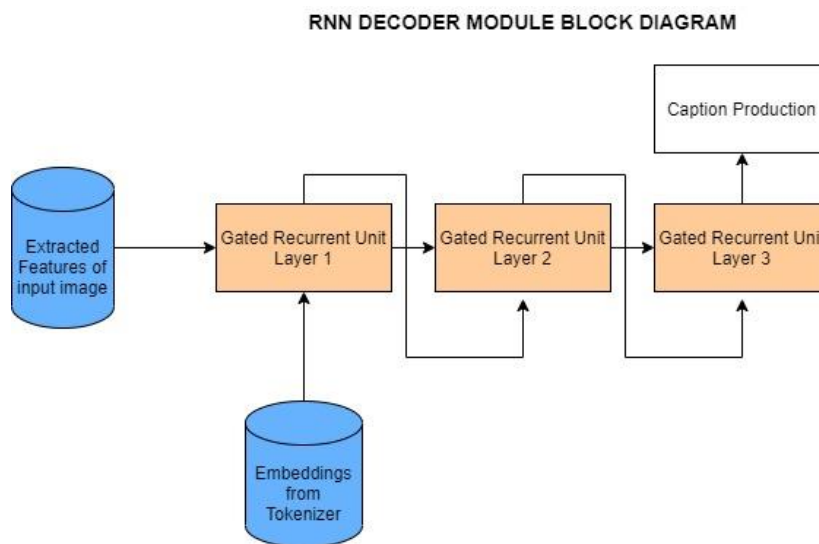 RNN DECODER MODULE BLOCK DIAGRAM
Caption Production
Extracted
Features of
input image
Gated Recurrent Unit
Layer 1
Gated Recurrent Unit
Layer 2
Gated Recurrent Unit
Layer 3
Embeddings
from
Tokenizer